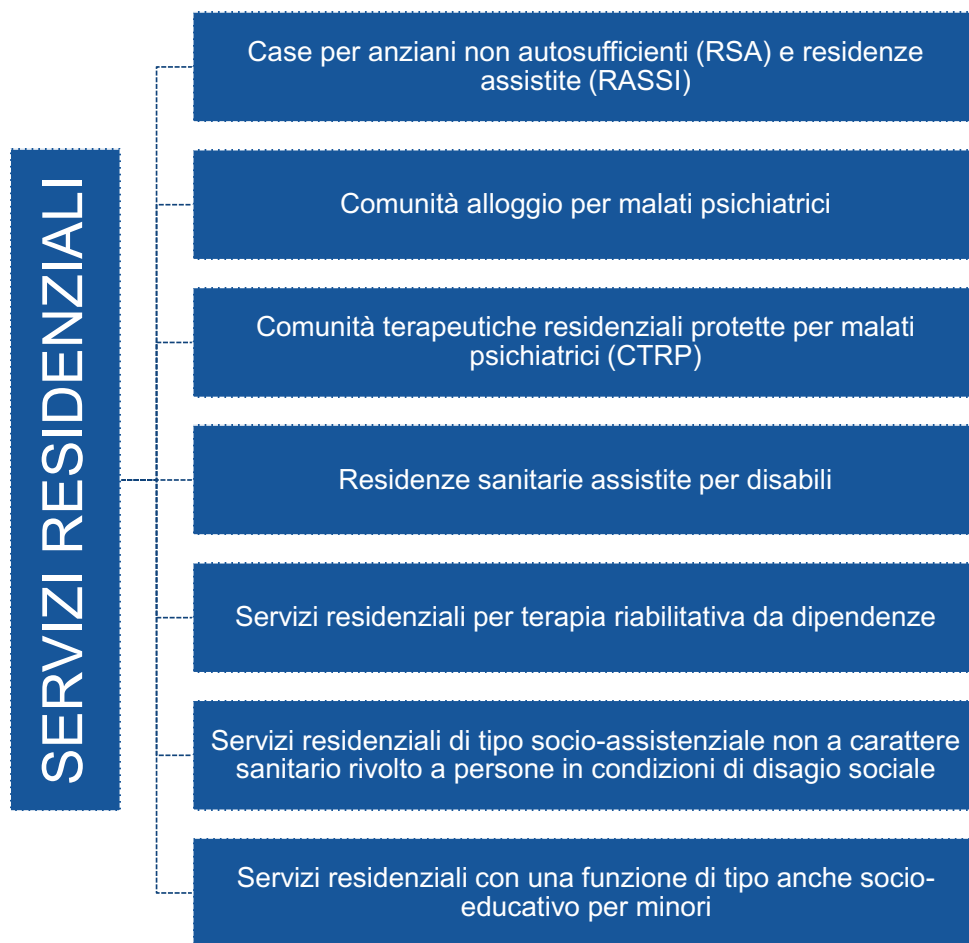 SERVIZI RESIDENZIALI
Case per anziani non autosufficienti (RSA) e residenze
assistite (RASSI)
Comunità alloggio per malati psichiatrici
Comunità terapeutiche residenziali protette per malati
psichiatrici (CTRP)
Residenze sanitarie assistite per disabili
Servizi residenziali per terapia riabilitativa da dipendenze
Servizi residenziali di tipo socio-assistenziale non a carattere
sanitario rivolto a persone in condizioni di disagio sociale
Servizi residenziali con una funzione di tipo anche socio-
educativo per minori